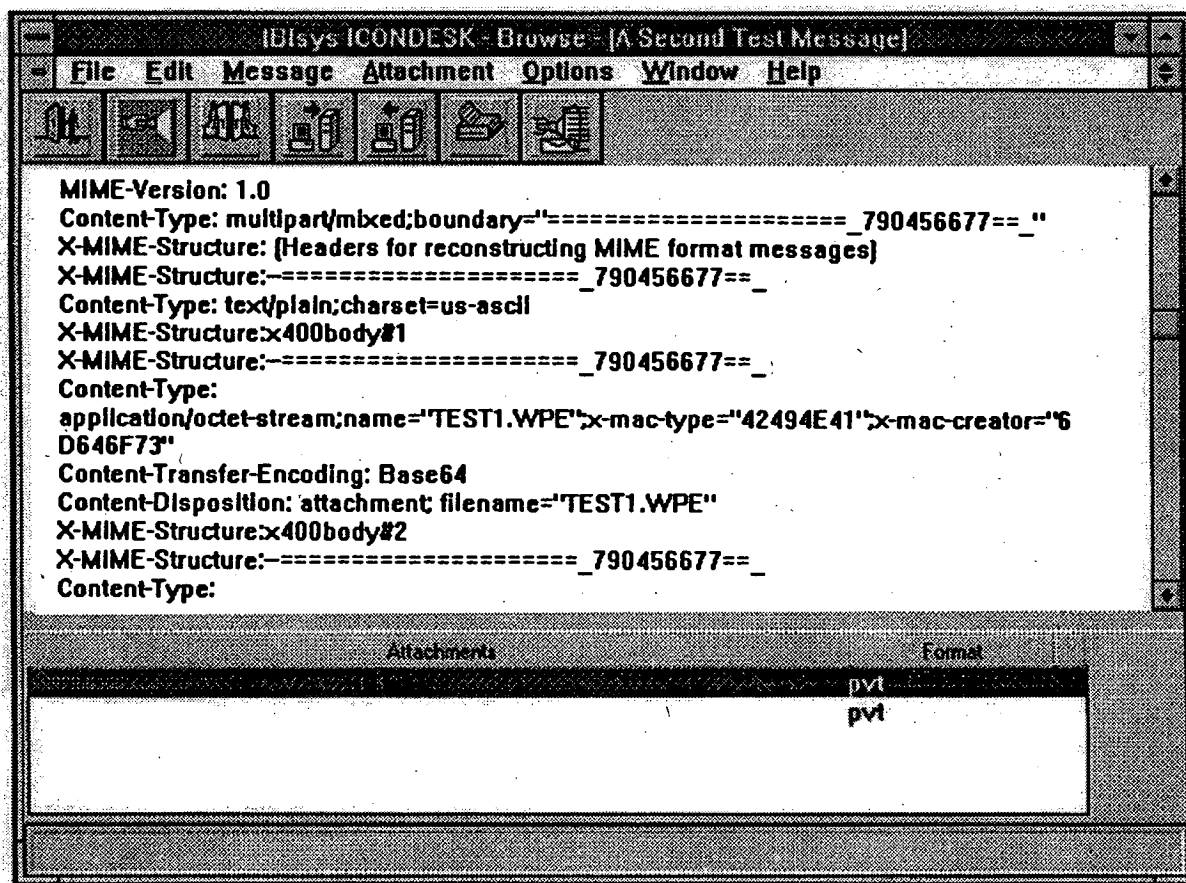 IDIsys ICONDESK - Browse - [A Second Test Message]
File Edit Message Attachment Options Window Help
MIME-Version: 1.0
Content-Type: multipart/mixed;boundary="=====================_790456677==_"
X-MIME-Structure: (Headers for reconstructing MIME format messages)
X-MIME-Structure:--=====================_790456677==_
Content-Type: text/plain;charset=us-ascii
X-MIME-Structure:x400body#1
X-MIME-Structure:--=====================_790456677==_
Content-Type:
application/octet-stream;name="TEST1.WPE";x-mac-type="42494E41";x-mac-creator="6
D646F73"
Content-Transfer-Encoding: Base64
Content-Disposition: attachment; filename="TEST1.WPE"
X-MIME-Structure:x400body#2
X-MIME-Structure:--=====================_790456677==_
Content-Type:
Attachments Format
pvt
pvt